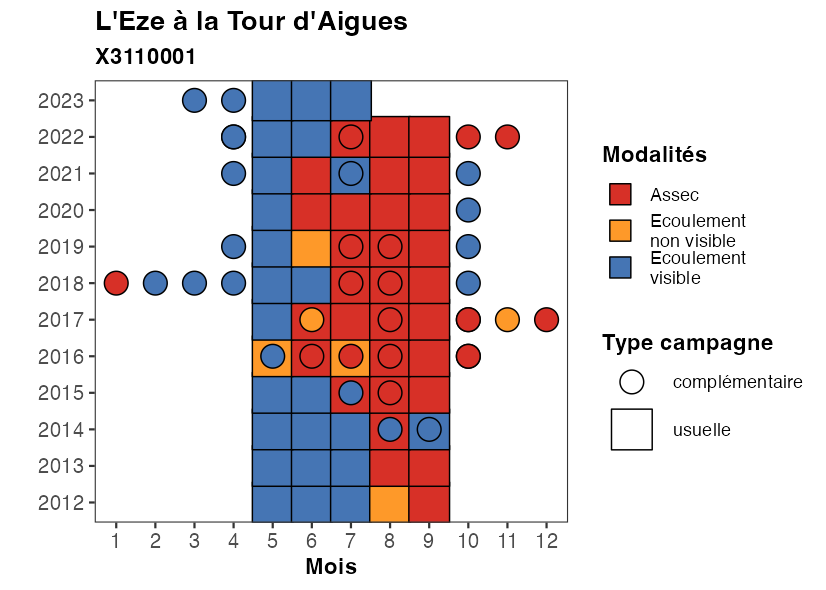 L'Eze à la Tour d'Aigues
X3110001
2023
2022
2021
2020
2019
2018
2017
2016
2015
2014
2013
2012
1 2 3 4 5 6 7 8 9 10 11 12
Mois
Modalités
Assec
Ecoulement
non visible
Ecoulement
visible
Type campagne
complémentaire
usuelle